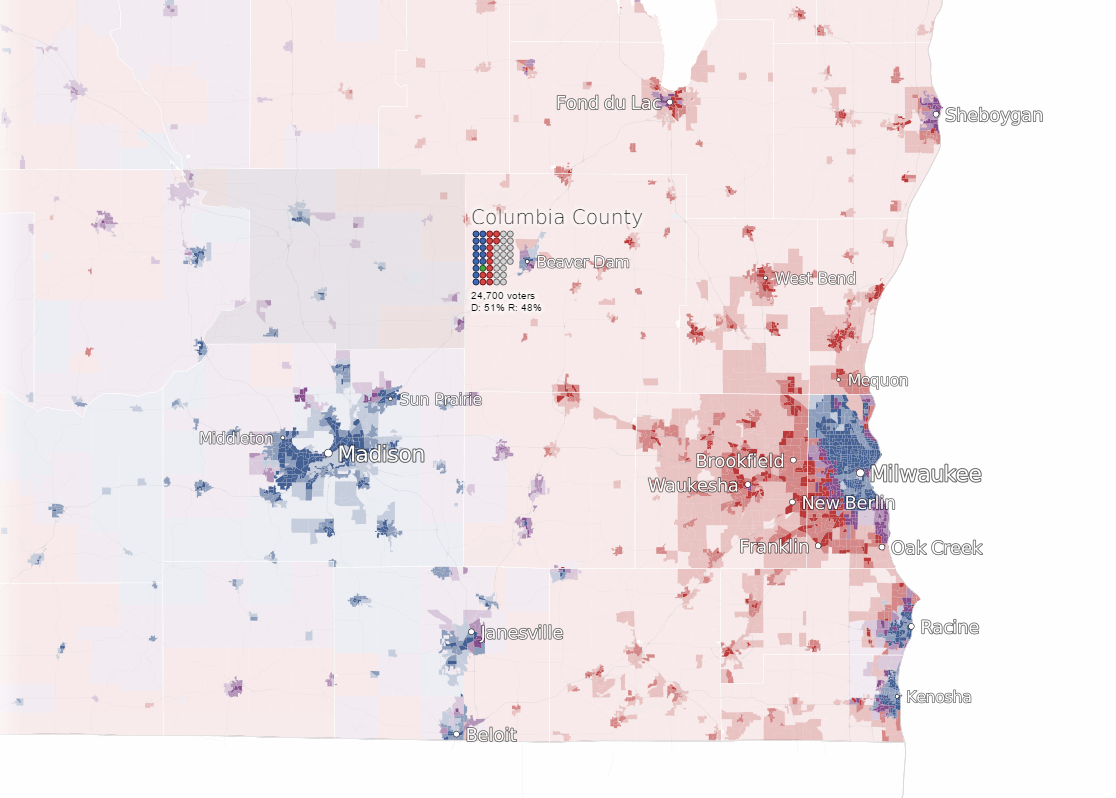 Fond du Lac
Sheboygan
Columbia County
Beaver Dam
West Bend
24,700 voters
D: 51% R: 48%
Mequon
Sun Prairie
Middleton
Madison
Brookfield
Milwaukee
Waukesha
New Berlin
Franklin
Oak Creek
Janesville
Racine
Kenosha
Beloit